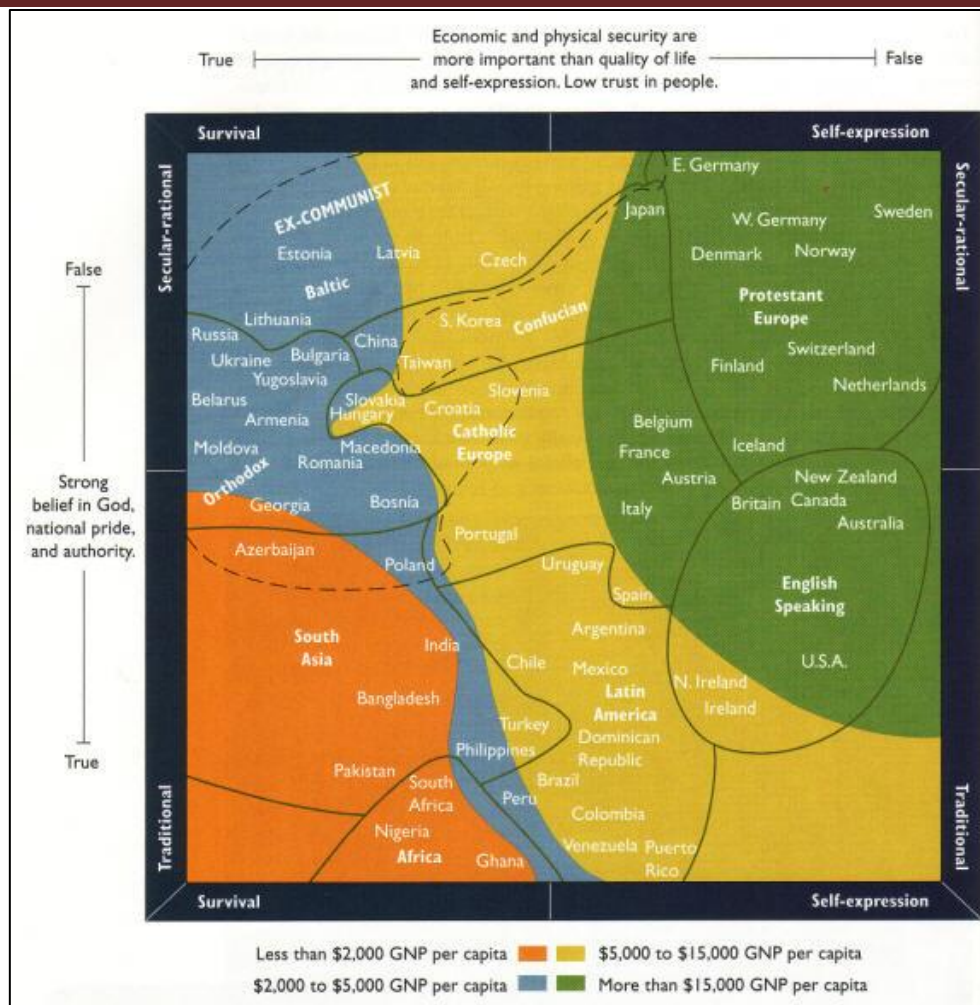 Economic and physical security are
True more important than quality of life False
and self-expression. Low trust in people.
Survival Self-expression
Secular-rational
Secular-rational
E. Germany
EX-COMMUNIST
Japan
Sweden
W. Germany
Estonia Latvia Czech Denmark Norway
False
Baltic
Protestant
Europe
Lithuania
S. Korea Confucian
Russia
China
Ukraine Bulgaria
Taiwan
Switzerland
Yugoslavia
Finland
Slovenia
Netherlands
Belarus
Slovakia
Armenia Hungary Croatia
Belgium
Catholic
Europe
Moldova
Macedonia
Iceland
Romania
France
Orthodox
Austria
New Zealand
Strong
belief in God,
national pride,
and authority.
Georgia Bosnia
Italy
Britain Canada
Australia
Portugal
Azerbaijan
Poland
Uruguay
English
Speaking
Spain
South
Asia
India
Argentina
Chile
Mexico
U.S.A.
Bangladesh
N. Ireland
Latin
America
Ireland
Turkey
Philippines
Dominican
Republic
True
Pakistan
South
Africa
Peru
Brazil
Colombia
Nigeria
Africa
Ghana
Venezuela
Puerto
Rico
Traditional
Traditional
Survival Self-expression
Less than $2,000 GNP per capita $5,000 to $15,000 GNP per capita
$2,000 to $5,000 GNP per capita More than $15,000 GNP per capita